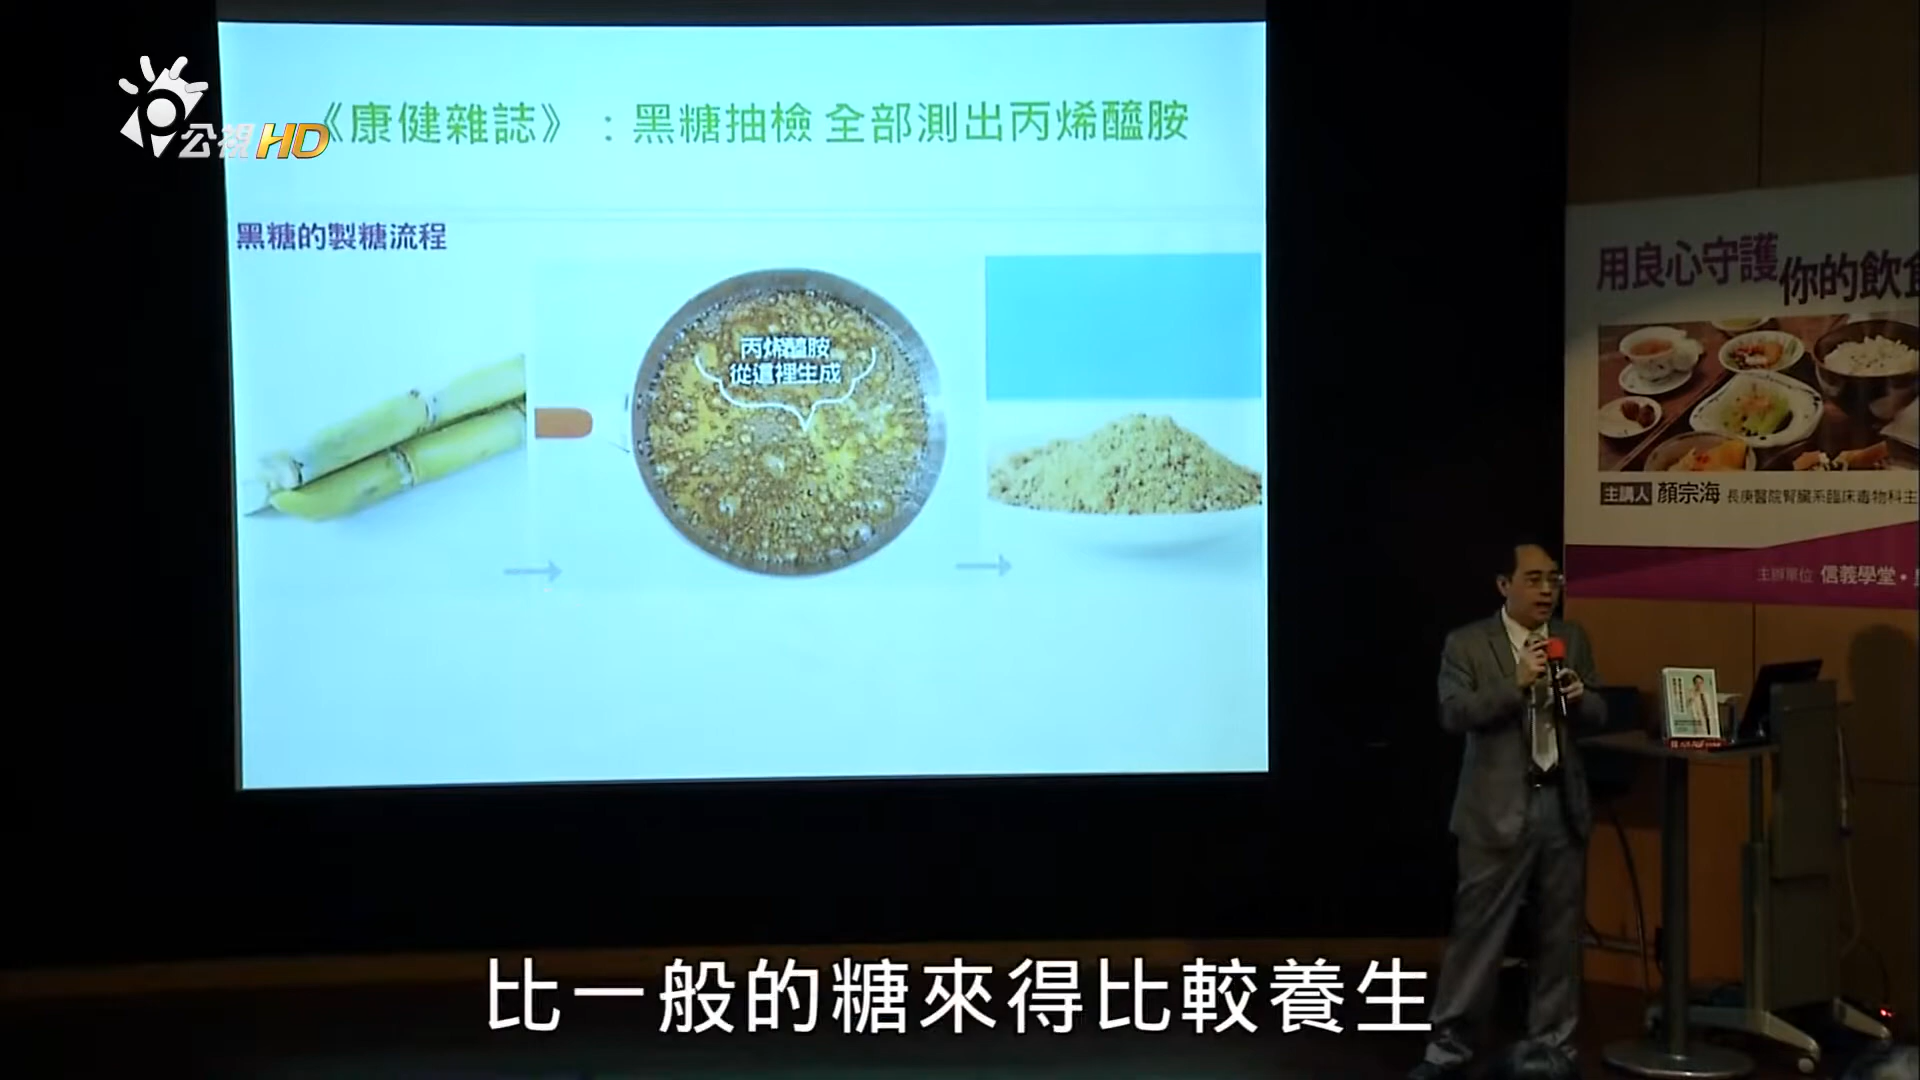 公視HD
《康健雜誌》：黑糖抽檢 全部測出丙烯醯胺
黑糖的製糖流程
丙烯醯胺
從這裡生成
用良心守護
你的飲食
主講人 顏宗海 長庚醫院腎臟系臨床毒物科主
主辦單位 信義學堂・
比一般的糖來得比較養生